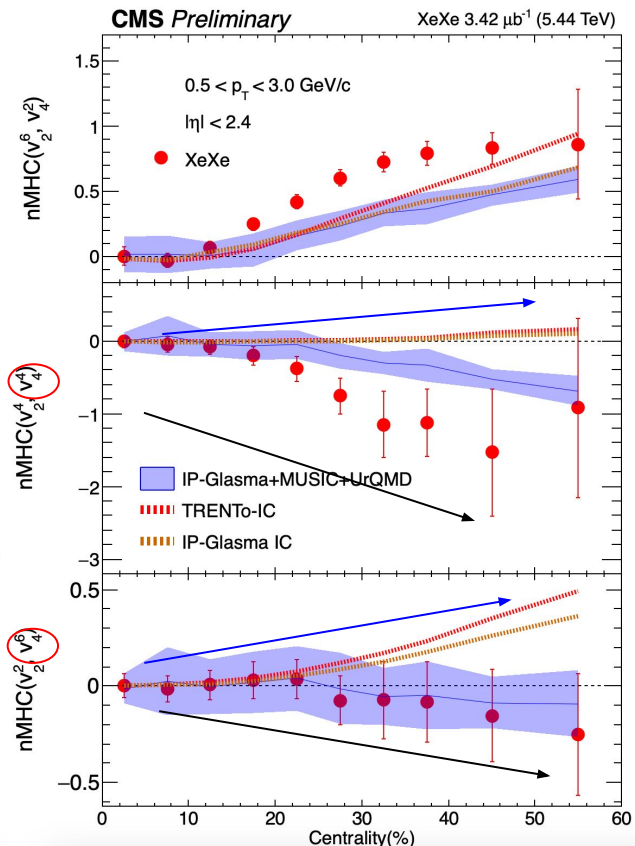 CMS Preliminary XeXe 3.42 μb⁻¹ (5.44 TeV)
nMHC(v₂⁶, v₄²)
1.5
1
0.5
0
0.5 < p_T < 3.0 GeV/c
|η| < 2.4
XeXe
nMHC(v₂⁴, v₄⁴)
0
−1
−2
−3
IP-Glasma+MUSIC+UrQMD
TRENTo-IC
IP-Glasma IC
nMHC(v₂², v₄⁶)
0.5
0
−0.5
0 10 20 30 40 50 60
Centrality(%)